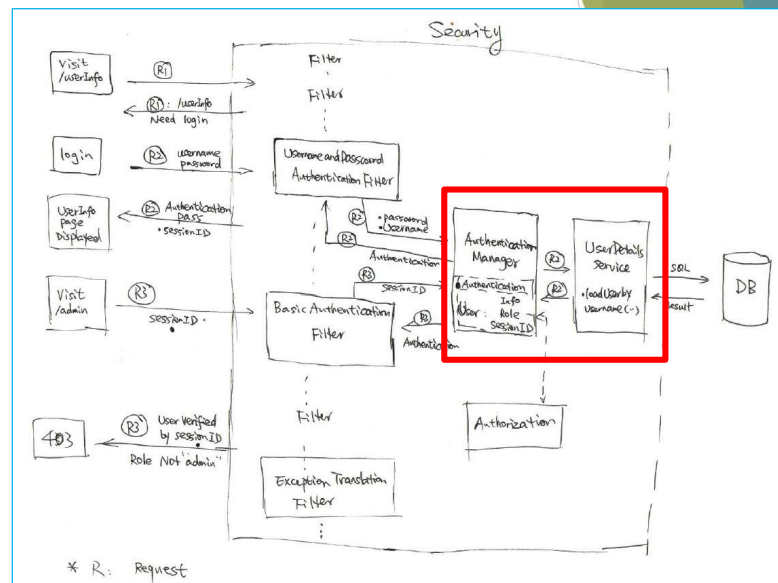 Security
Visit
/userInfo
R1
R1' : /userInfo
Need login
login
R2 username
password
UserInfo
page
Displayed
R2' Authentication
pass
• sessionID
Visit
/admin
R3
sessionID •
403
R3' User Verified
by sessionID
Role Not "admin"
Filter
Filter
Username and Password
Authentication Filter
R2 • password
• Username
R2'
Authentication
R3
sessionID
Basic Authentication
Filter
Authentication
Filter
Exception Translation
Filter
Authentication
Manager
• Authentication
Info
User : Role
sessionID
R2
R2'
UserDetails
Service
• loadUserby
Username(..)
SQL
result
DB
Authorization
* R: Request